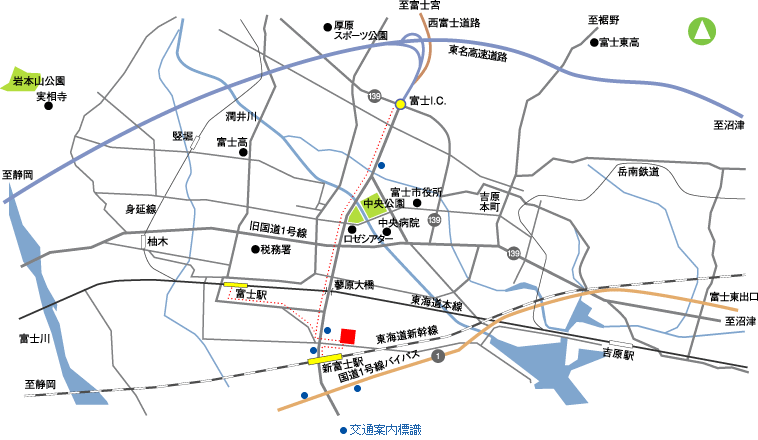 至富士宮
西富士道路
至裾野
厚原
スポーツ公園
富士東高
東名高速道路
岩本山公園
実相寺
139
富士I.C.
潤井川
至沼津
竪堀
富士高
至静岡
岳南鉄道
富士市役所
吉原
本町
中央公園
身延線
139
旧国道1号線
中央病院
ロゼシアター
柚木
税務署
139
蓼原大橋
富士駅
東海道本線
富士東出口
至沼津
富士川
東海道新幹線
吉原駅
1
新富士駅
国道1号線バイパス
至静岡
交通案内標識